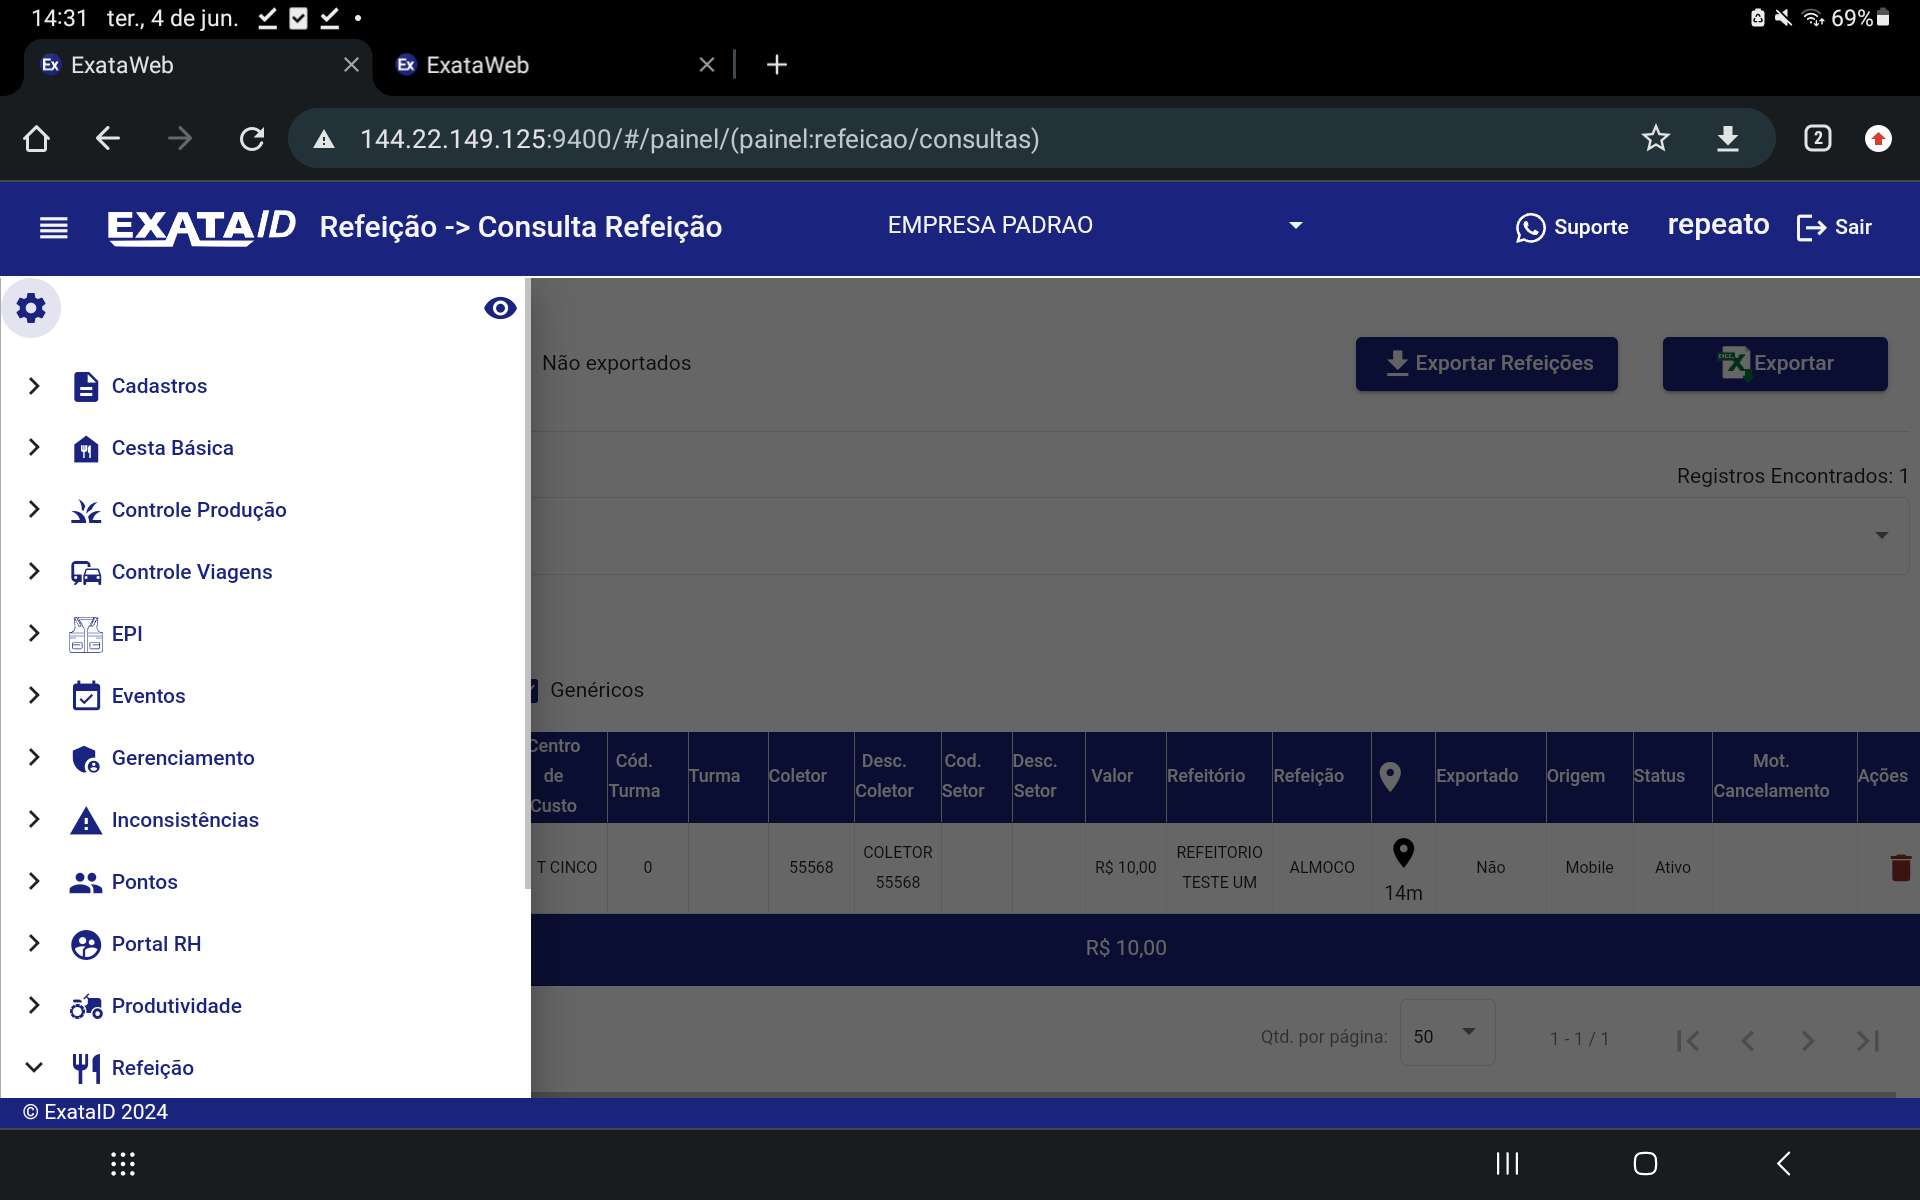 14:31 ter., 4 de jun. 69%
Ex ExataWeb Ex ExataWeb
144.22.149.125:9400/#/painel/(painel:refeicao/consultas) 2
EXATA/D Refeição -> Consulta Refeição EMPRESA PADRAO Suporte repeato Sair
Não exportados Exportar Refeições Exportar
Cadastros
Cesta Básica
Registros Encontrados: 1
Controle Produção
Controle Viagens
EPI
Eventos
Genéricos
Gerenciamento
Centro de Custo Cód. Turma Turma Coletor Desc. Coletor Cod. Setor Desc. Setor Valor Refeitório Refeição Exportado Origem Status Mot. Cancelamento Ações
Inconsistências
T CINCO 0 55568 COLETOR 55568 R$ 10,00 REFEITORIO TESTE UM ALMOCO 14m Não Mobile Ativo
Pontos
Portal RH
R$ 10,00
Produtividade
Qtd. por página: 50 1 - 1 / 1
Refeição
© ExataID 2024